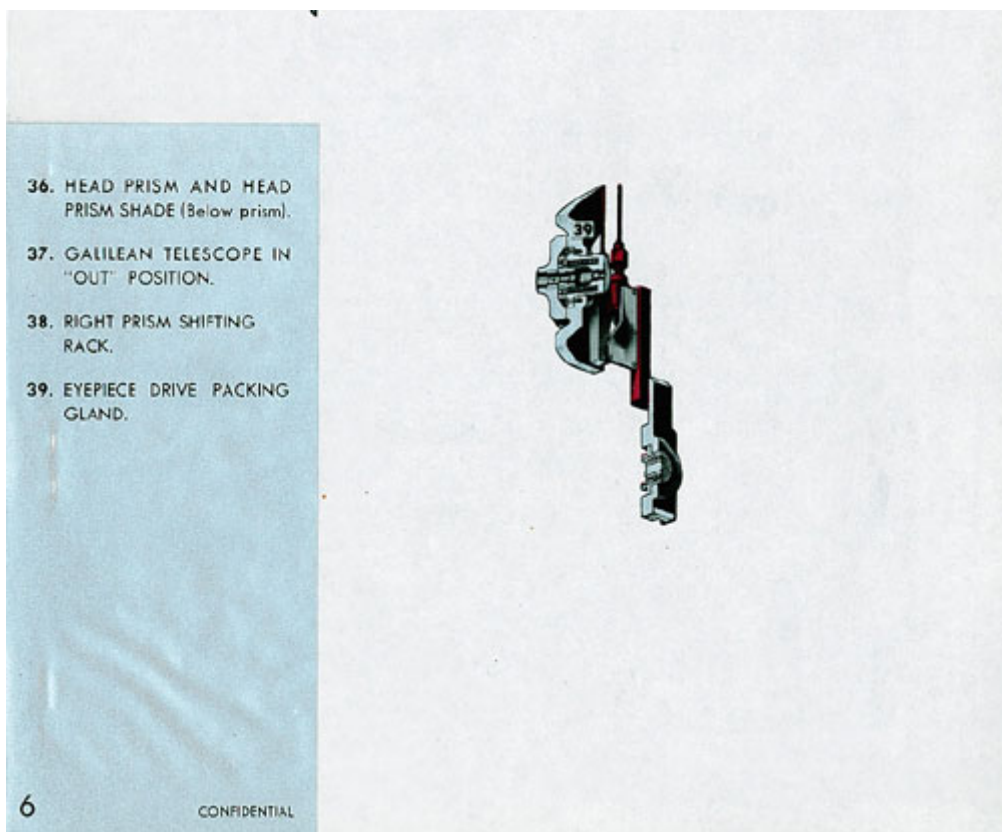 36. HEAD PRISM AND HEAD
PRISM SHADE (Below prism).
37. GALILEAN TELESCOPE IN
"OUT" POSITION.
38. RIGHT PRISM SHIFTING
RACK.
39. EYEPIECE DRIVE PACKING
GLAND.
39
6 CONFIDENTIAL